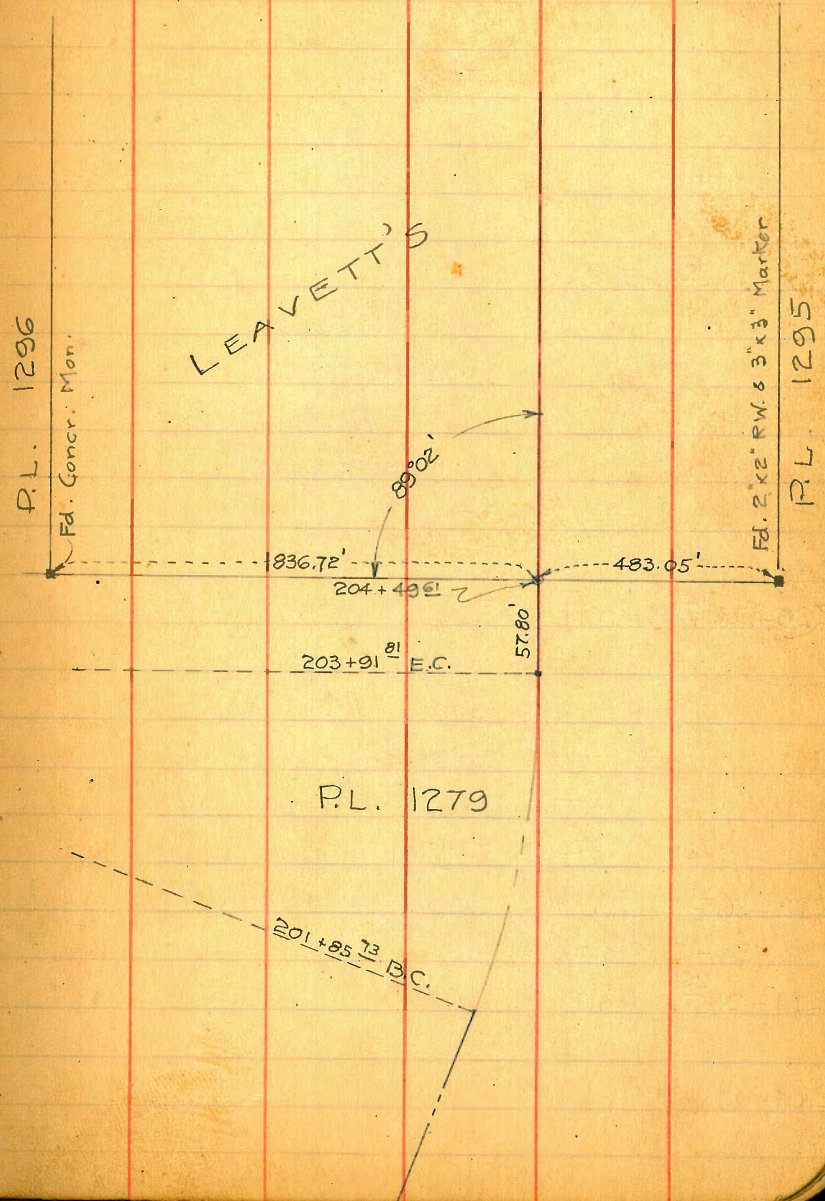 LEAVETT'S
P.L. 1296
Fd. Concr. Mon.
Fd. 2"x2" RW. & 3"x3" Marker
P.L. 1295
89°02'
836.72'
483.05'
204+49 61
57.80'
203+91 81 E.C.
P.L. 1279
201+85 73 B.C.